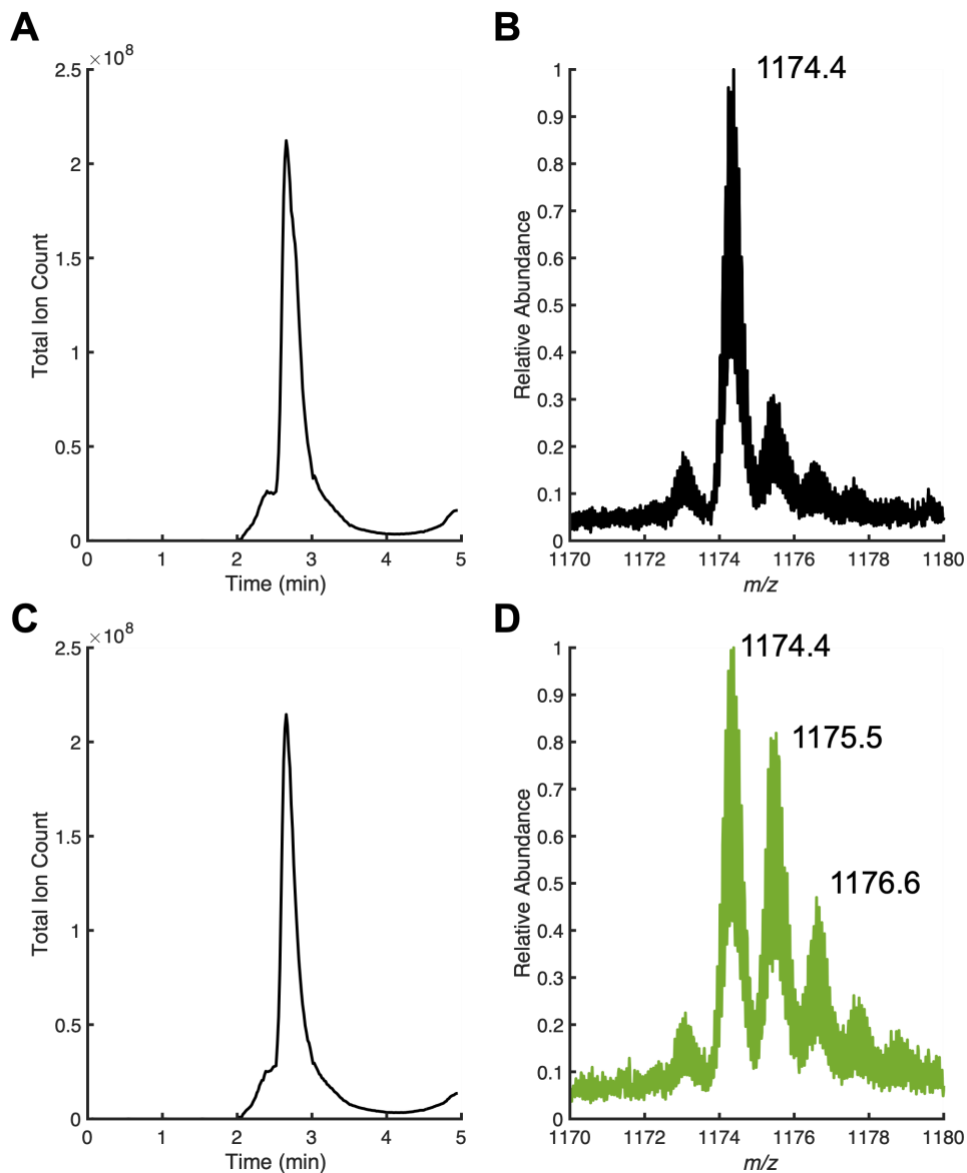 A
×10⁸
2.5
2
1.5
1
0.5
0
Total Ion Count
0 1 2 3 4 5
Time (min)
B
1174.4
1
0.9
0.8
0.7
0.6
0.5
0.4
0.3
0.2
0.1
0
Relative Abundance
1170 1172 1174 1176 1178 1180
m/z
C
×10⁸
2.5
2
1.5
1
0.5
0
Total Ion Count
0 1 2 3 4 5
Time (min)
D
1174.4
1175.5
1176.6
1
0.9
0.8
0.7
0.6
0.5
0.4
0.3
0.2
0.1
0
Relative Abundance
1170 1172 1174 1176 1178 1180
m/z